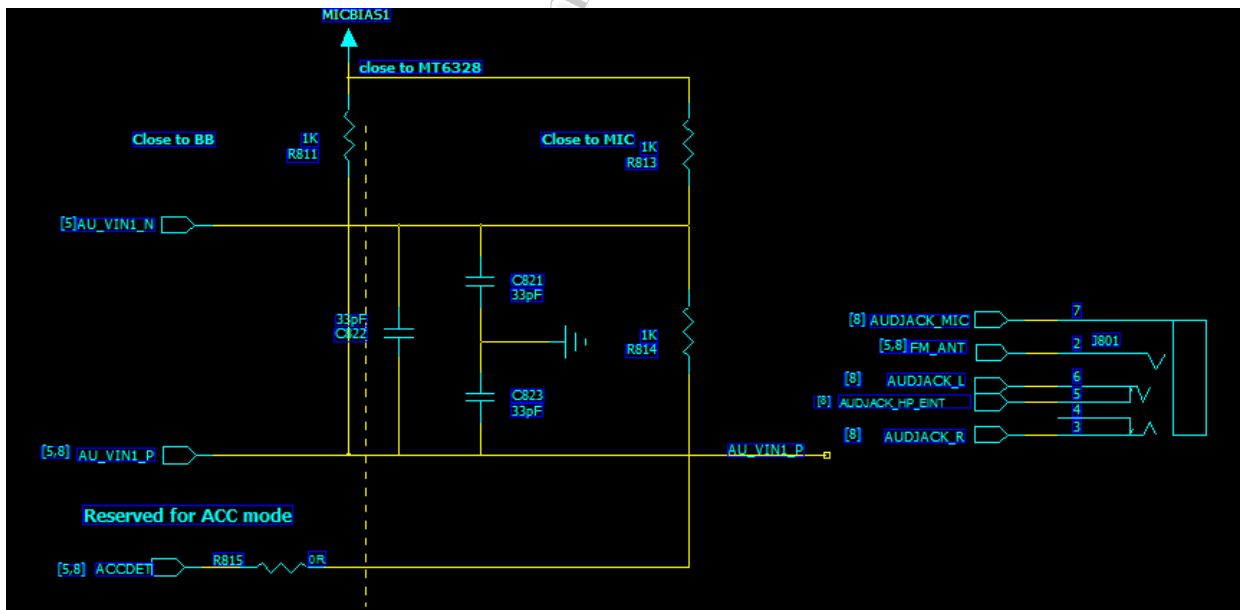 MICBIAS1
close to MT6328
Close to BB
1K
R811
Close to MIC
1K
R813
[5]AU_VIN1_N
C821
33pF
33pF
C822
1K
R814
C823
33pF
[5,8] AU_VIN1_P
AU_VIN1_P
Reserved for ACC mode
[5,8] ACCDET
R815
0R
[8] AUDJACK_MIC
7
[5,8] FM_ANT
2
J801
[8] AUDJACK_L
6
[8] AUDJACK_HP_EINT
5
4
[8] AUDJACK_R
3